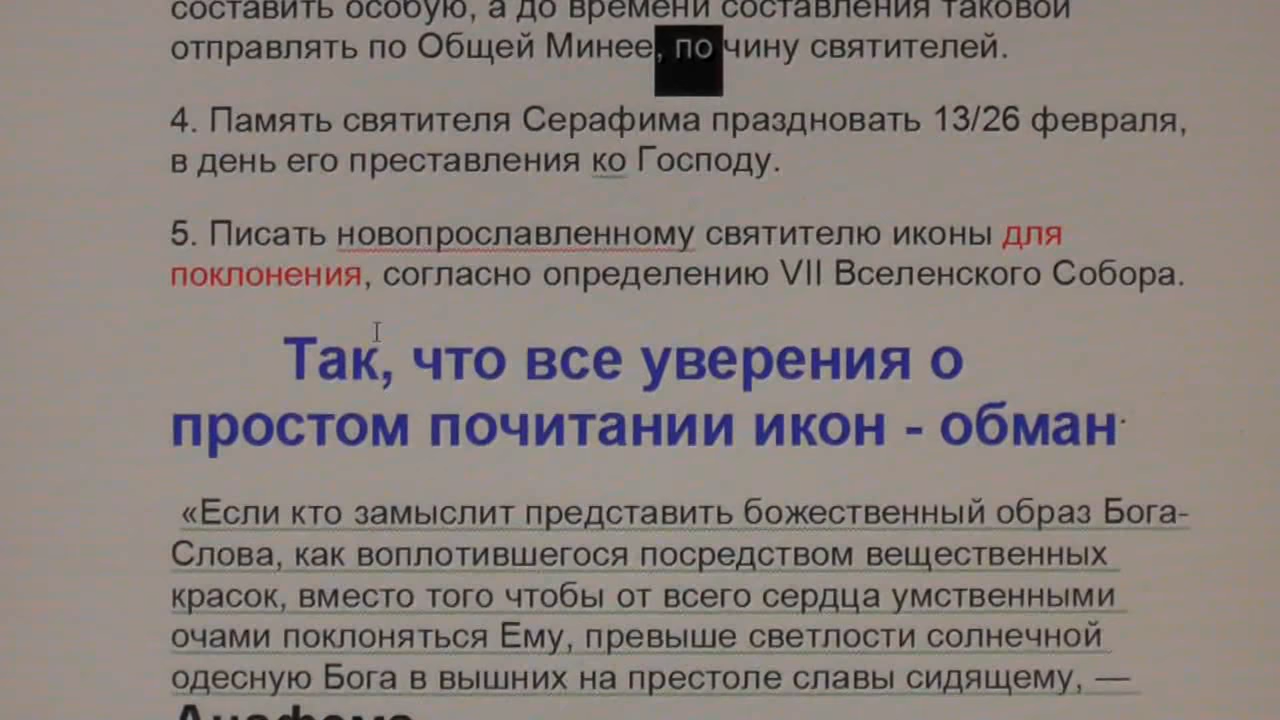 составить особую, а до времени составления таковой
отправлять по Общей Минее, по чину святителей.
4. Память святителя Серафима праздновать 13/26 февраля,
в день его преставления ко Господу.
5. Писать новопрославленному святителю иконы для
поклонения, согласно определению VII Вселенского Собора.
Так, что все уверения о
простом почитании икон - обман
«Если кто замыслит представить божественный образ Бога-
Слова, как воплотившегося посредством вещественных
красок, вместо того чтобы от всего сердца умственными
очами поклоняться Ему, превыше светлости солнечной
одесную Бога в вышних на престоле славы сидящему, —
Анафема